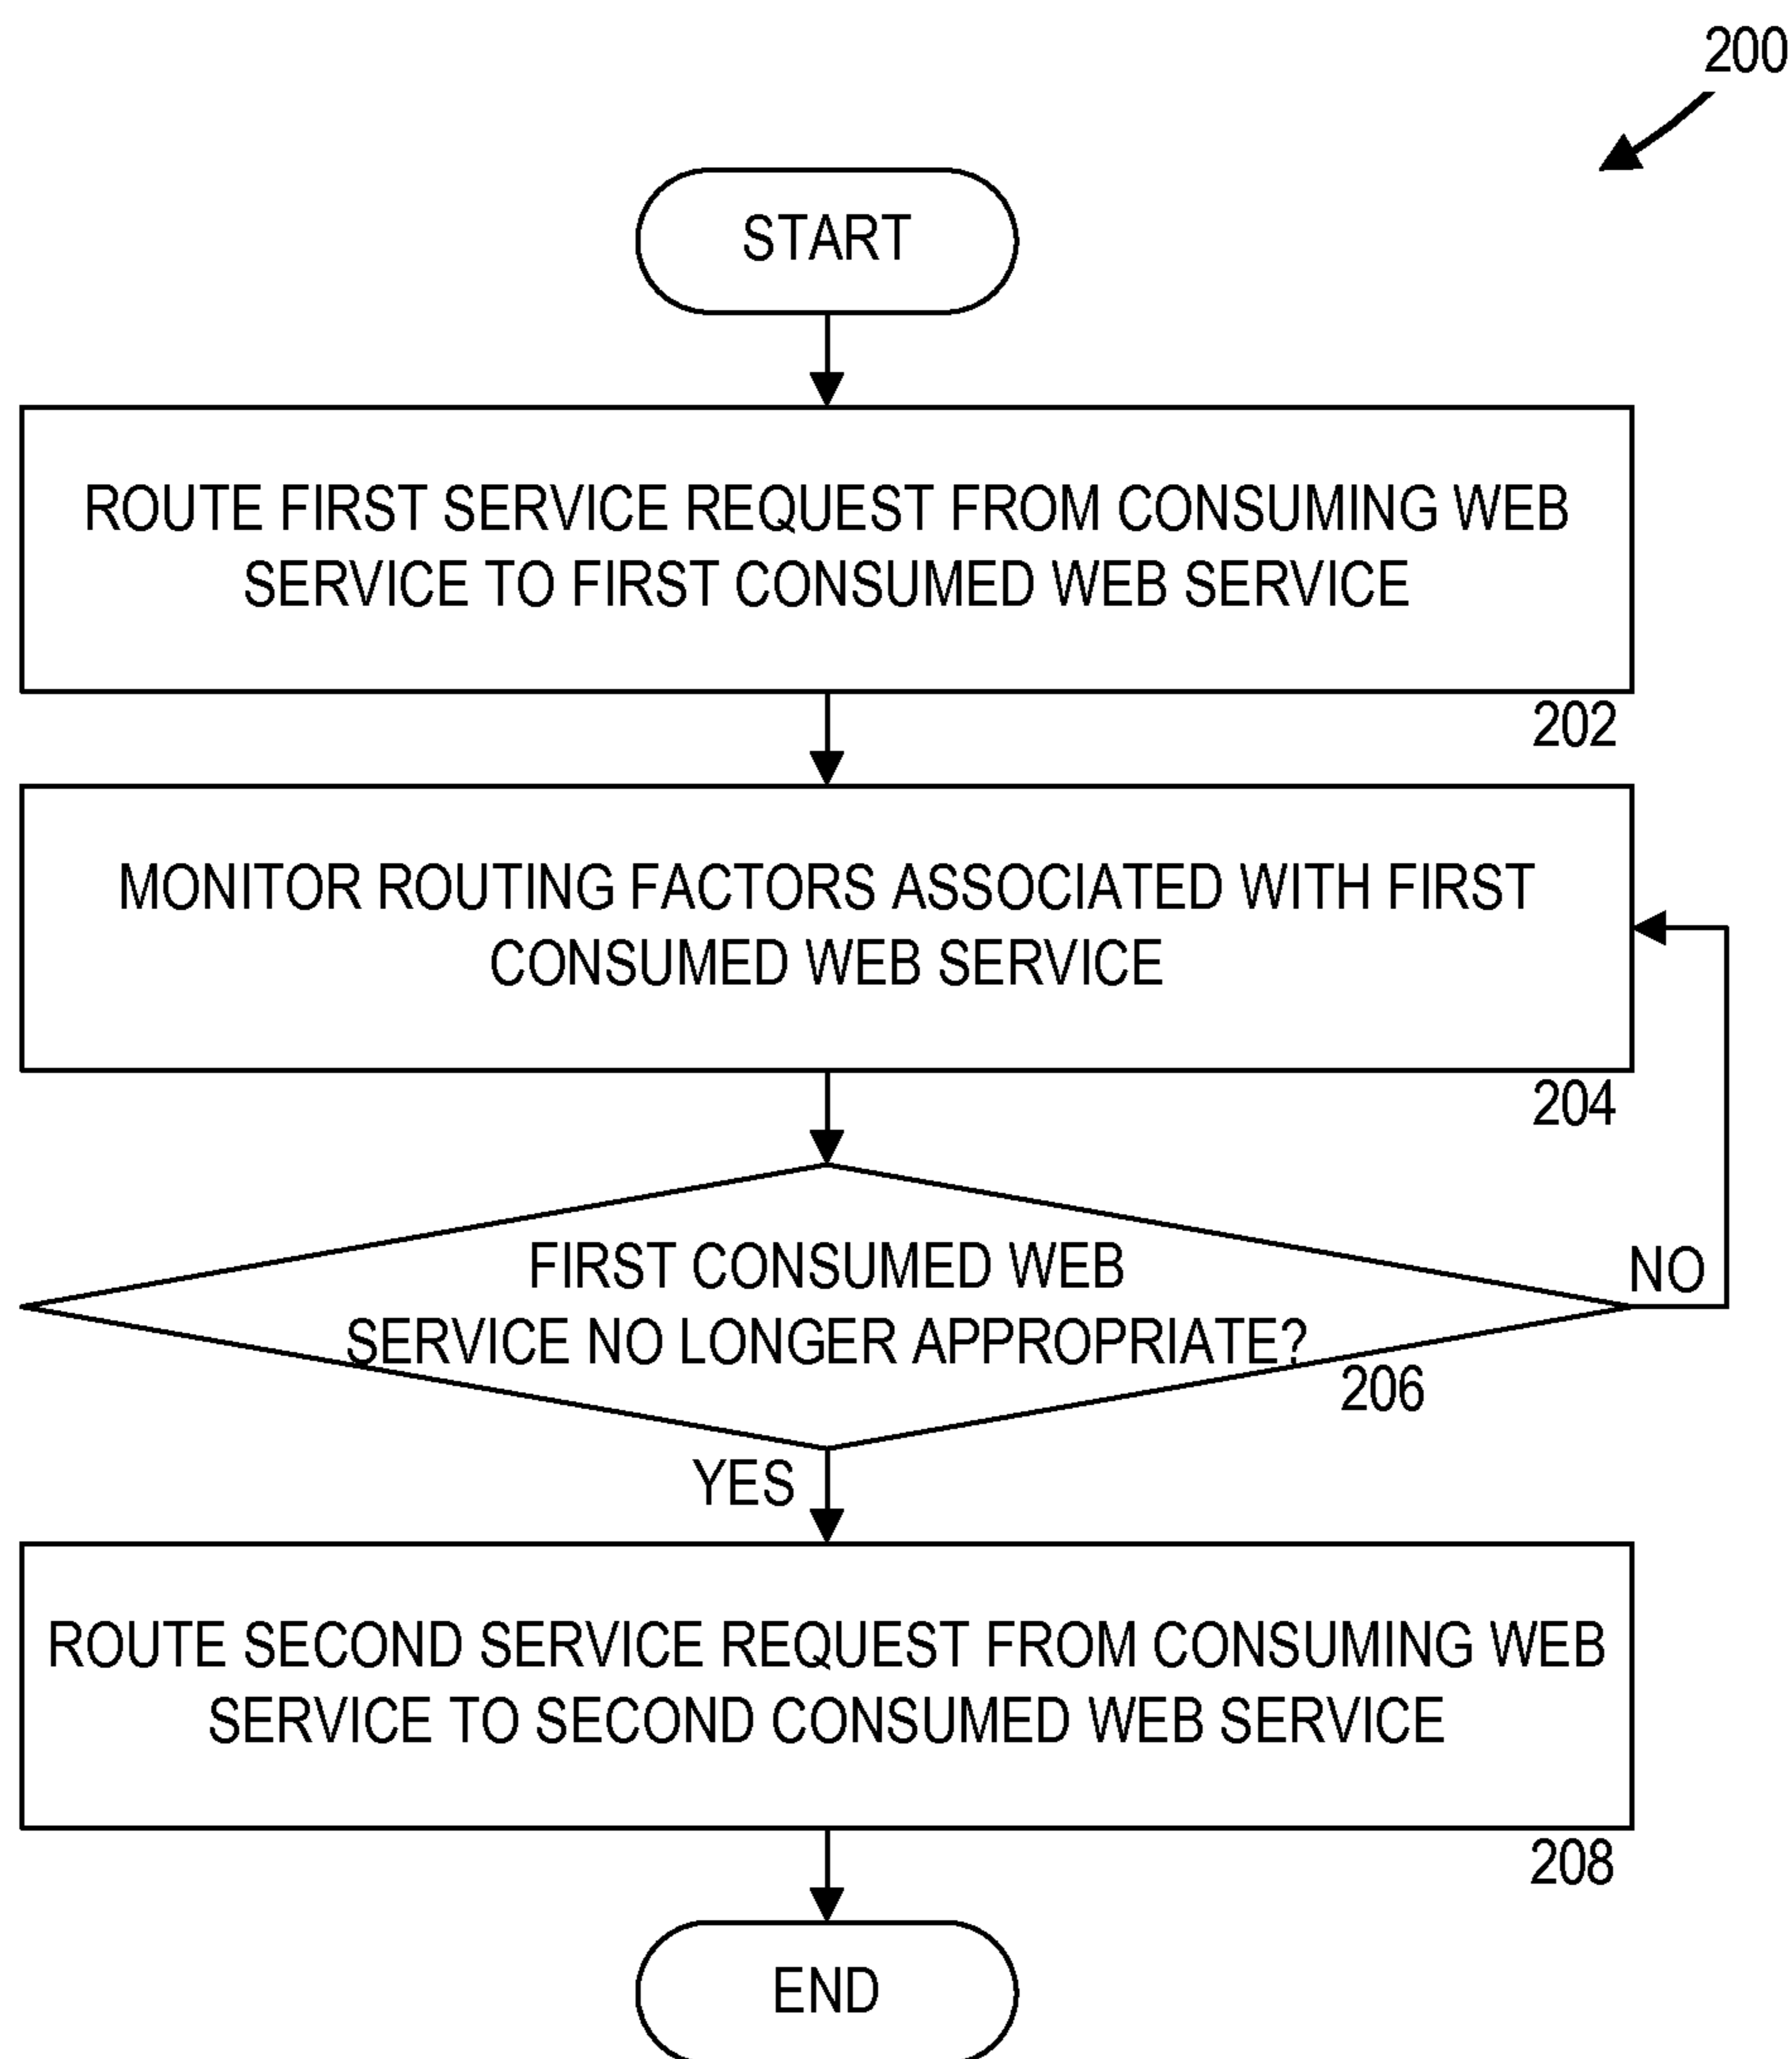 200
START
ROUTE FIRST SERVICE REQUEST FROM CONSUMING WEB
SERVICE TO FIRST CONSUMED WEB SERVICE
202
MONITOR ROUTING FACTORS ASSOCIATED WITH FIRST
CONSUMED WEB SERVICE
204
FIRST CONSUMED WEB
SERVICE NO LONGER APPROPRIATE?
NO
206
YES
ROUTE SECOND SERVICE REQUEST FROM CONSUMING WEB
SERVICE TO SECOND CONSUMED WEB SERVICE
208
END